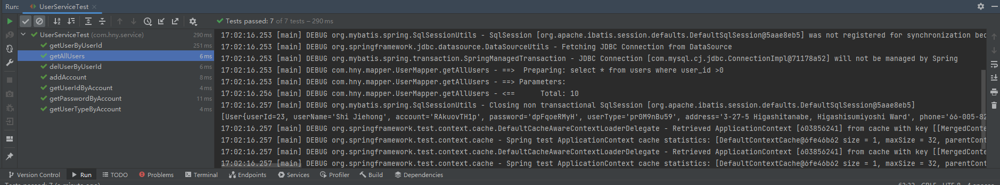 Run: UserServiceTest
Tests passed: 7 of 7 tests – 290 ms
UserServiceTest (com.hny.service) 290 ms
getUserByUserId 251 ms
getAllUsers 6 ms
delUserByUserId 6 ms
addAccount 8 ms
getUserIdByAccount 4 ms
getPasswordByAccount 11 ms
getUserTypeByAccount 4 ms
17:02:16.253 [main] DEBUG org.mybatis.spring.SqlSessionUtils - SqlSession [org.apache.ibatis.session.defaults.DefaultSqlSession@5aae8eb5] was not registered for synchronization bec
17:02:16.253 [main] DEBUG org.springframework.jdbc.datasource.DataSourceUtils - Fetching JDBC Connection from DataSource
17:02:16.253 [main] DEBUG org.mybatis.spring.transaction.SpringManagedTransaction - JDBC Connection [com.mysql.cj.jdbc.ConnectionImpl@71178a52] will not be managed by Spring
17:02:16.253 [main] DEBUG com.hny.mapper.UserMapper.getAllUsers - ==>  Preparing: select * from users where user_id >0
17:02:16.253 [main] DEBUG com.hny.mapper.UserMapper.getAllUsers - ==> Parameters:
17:02:16.256 [main] DEBUG com.hny.mapper.UserMapper.getAllUsers - <==      Total: 10
17:02:16.257 [main] DEBUG org.mybatis.spring.SqlSessionUtils - Closing non transactional SqlSession [org.apache.ibatis.session.defaults.DefaultSqlSession@5aae8eb5]
[User{userId=23, userName='Shi Jiehong', account='RAkuovTH1p', password='dpFqoeRMyH', userType='pr0M9nBu59', address='3-27-5 Higashitanabe, Higashisumiyoshi Ward', phone='66-005-82
17:02:16.257 [main] DEBUG org.springframework.test.context.cache.DefaultCacheAwareContextLoaderDelegate - Retrieved ApplicationContext [603856241] from cache with key [[MergedConte
17:02:16.257 [main] DEBUG org.springframework.test.context.cache - Spring test ApplicationContext cache statistics: [DefaultContextCache@6fe46b62 size = 1, maxSize = 32, parentCont
17:02:16.257 [main] DEBUG org.springframework.test.context.cache.DefaultCacheAwareContextLoaderDelegate - Retrieved ApplicationContext [603856241] from cache with key [[MergedConte
17:02:16.257 [main] DEBUG org.springframework.test.context.cache - Spring test ApplicationContext cache statistics: [DefaultContextCache@6fe46b62 size = 1, maxSize = 32, parentCont
Version Control Run TODO Problems Terminal Endpoints Services Profiler Build Dependencies
Tests passed: 7 (a minute ago) 63:32 CRLF UTF-8 4 spaces